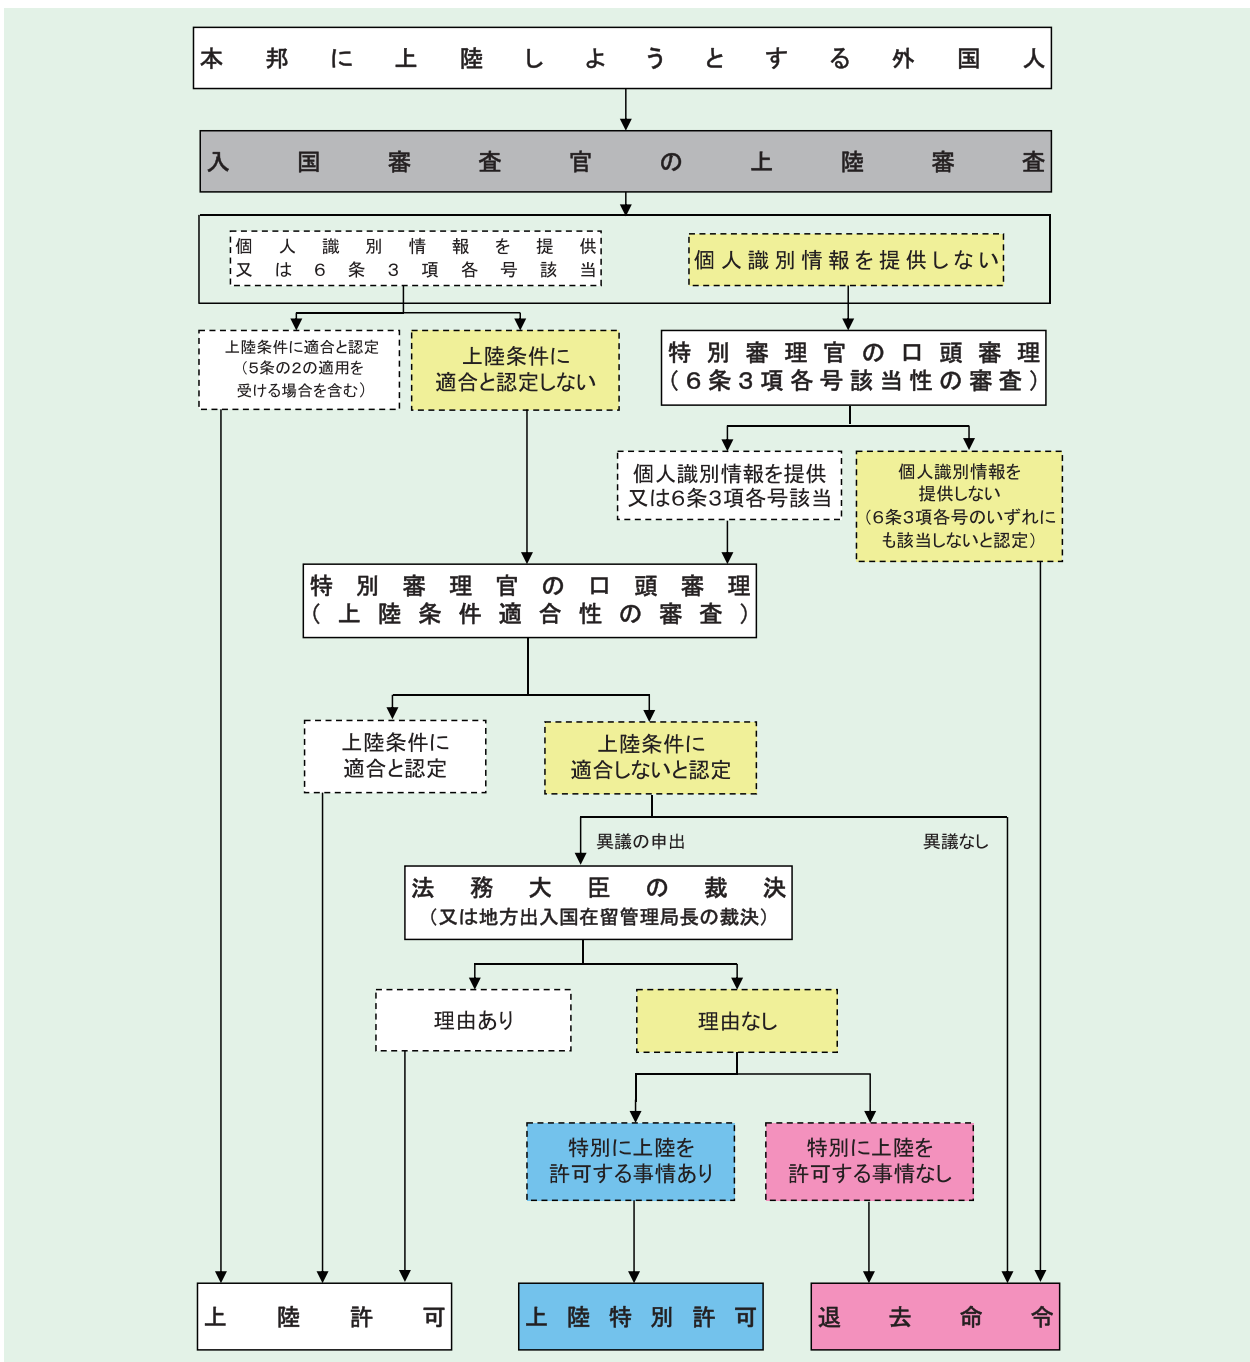 本邦に上陸しようとする外国人
入国審査官の上陸審査
個人識別情報を提供
又は6条3項各号該当
個人識別情報を提供しない
上陸条件に適合と認定
（5条の2の適用を
受ける場合を含む）
上陸条件に
適合と認定しない
特別審理官の口頭審理
（6条3項各号該当性の審査）
個人識別情報を提供
又は6条3項各号該当
個人識別情報を
提供しない
（6条3項各号のいずれに
も該当しないと認定）
特別審理官の口頭審理
（上陸条件適合性の審査）
上陸条件に
適合と認定
上陸条件に
適合しないと認定
異議の申出
異議なし
法務大臣の裁決
（又は地方出入国在留管理局長の裁決）
理由あり
理由なし
特別に上陸を
許可する事情あり
特別に上陸を
許可する事情なし
上陸許可
上陸特別許可
退去命令